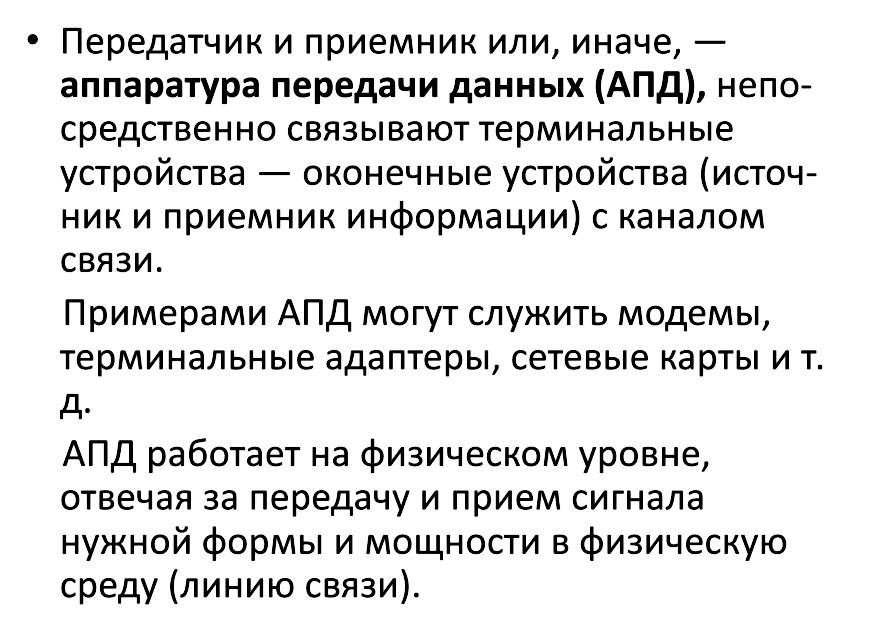 • Передатчик и приемник или, иначе, —
аппаратура передачи данных (АПД), непо-
средственно связывают терминальные
устройства — оконечные устройства (источ-
ник и приемник информации) с каналом
связи.
Примерами АПД могут служить модемы,
терминальные адаптеры, сетевые карты и т.
д.
АПД работает на физическом уровне,
отвечая за передачу и прием сигнала
нужной формы и мощности в физическую
среду (линию связи).